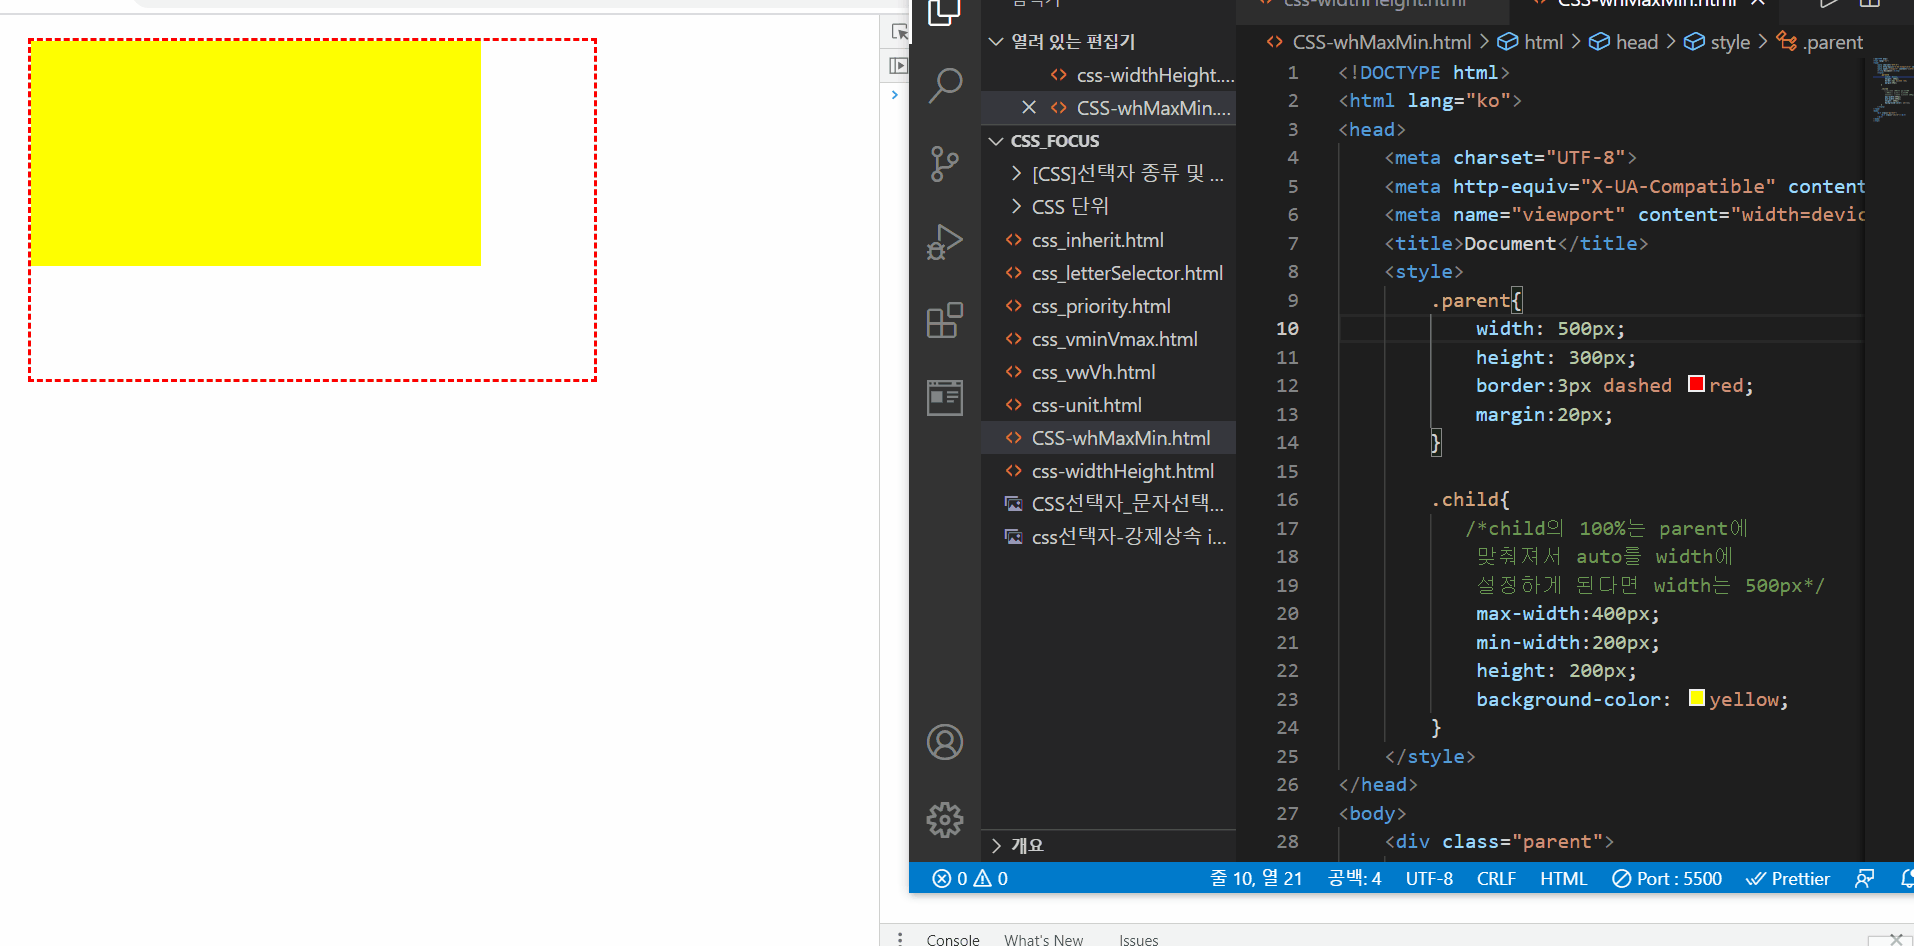 css-widthHeight.html
CSS-whMaxMin.html
열려 있는 편집기
css-widthHeight....
CSS-whMaxMin....
CSS_FOCUS
[CSS]선택자 종류 및 ...
CSS 단위
css_inherit.html
css_letterSelector.html
css_priority.html
css_vminVmax.html
css_vwVh.html
css-unit.html
CSS-whMaxMin.html
css-widthHeight.html
CSS선택자_문자선택...
css선택자-강제상속 i...
개요
CSS-whMaxMin.html > html > head > style > .parent
1 <!DOCTYPE html>
2 <html lang="ko">
3 <head>
4 <meta charset="UTF-8">
5 <meta http-equiv="X-UA-Compatible" content
6 <meta name="viewport" content="width=devic
7 <title>Document</title>
8 <style>
9 .parent{
10 width: 500px;
11 height: 300px;
12 border:3px dashed red;
13 margin:20px;
14 }
15
16 .child{
17 /*child의 100%는 parent에
18 맞춰져서 auto를 width에
19 설정하게 된다면 width는 500px*/
20 max-width:400px;
21 min-width:200px;
22 height: 200px;
23 background-color: yellow;
24 }
25 </style>
26 </head>
27 <body>
28 <div class="parent">
0 0 줄 10, 열 21 공백: 4 UTF-8 CRLF HTML Port : 5500 Prettier
Console What's New Issues